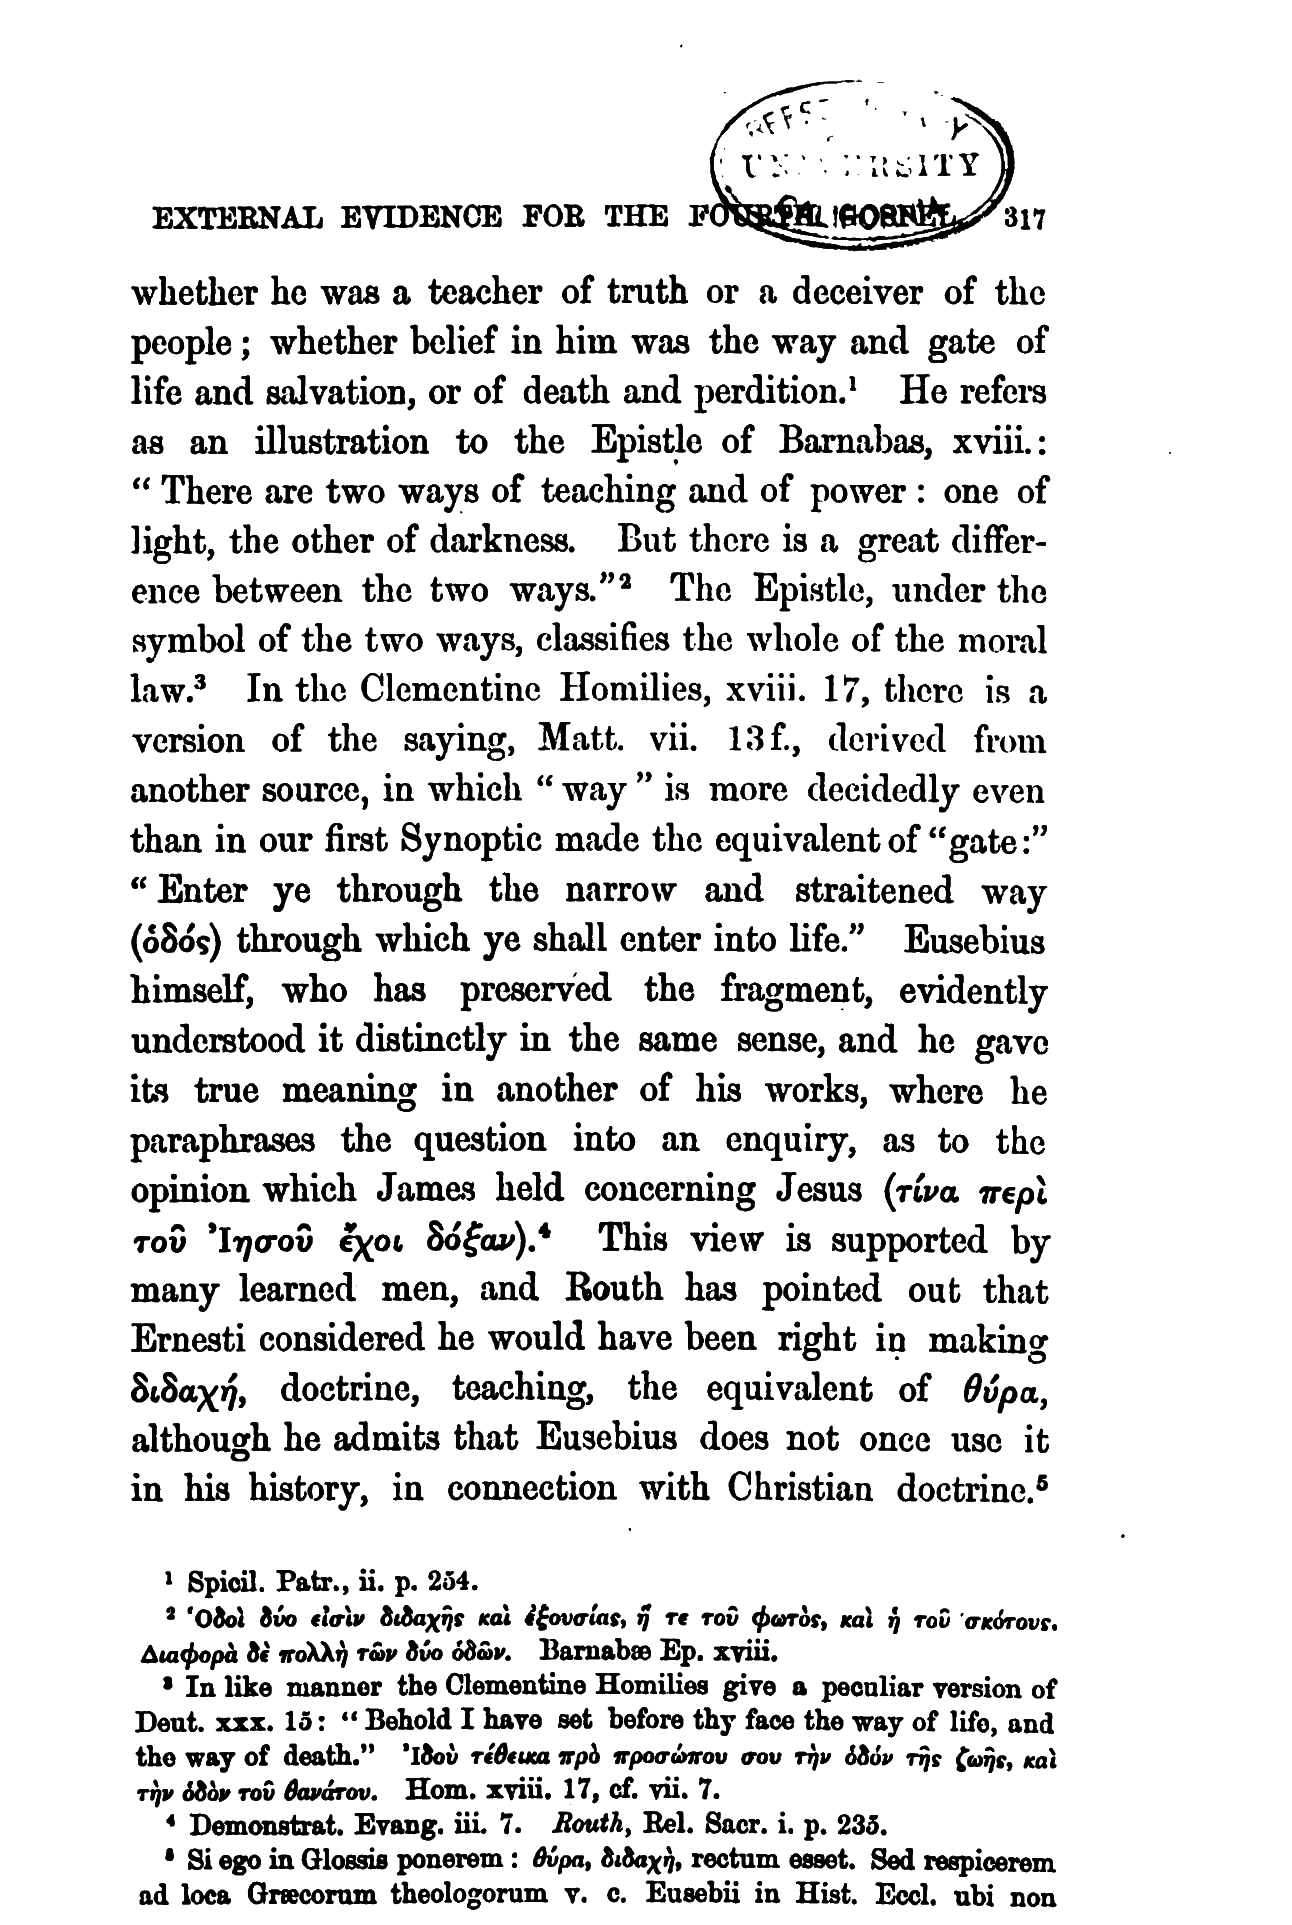 UNIVERSITY
EXTERNAL EVIDENCE FOR THE FOURTH GOSPEL. 317
whether he was a teacher of truth or a deceiver of the
people; whether belief in him was the way and gate of
life and salvation, or of death and perdition.¹ He refers
as an illustration to the Epistle of Barnabas, xviii.:
“There are two ways of teaching and of power: one of
light, the other of darkness. But there is a great differ-
ence between the two ways.”² The Epistle, under the
symbol of the two ways, classifies the whole of the moral
law.³ In the Clementine Homilies, xviii. 17, there is a
version of the saying, Matt. vii. 13 f., derived from
another source, in which “way” is more decidedly even
than in our first Synoptic made the equivalent of “gate:”
“Enter ye through the narrow and straitened way
(ὁδός) through which ye shall enter into life.” Eusebius
himself, who has preserved the fragment, evidently
understood it distinctly in the same sense, and he gave
its true meaning in another of his works, where he
paraphrases the question into an enquiry, as to the
opinion which James held concerning Jesus (τίνα περὶ
τοῦ Ἰησοῦ ἔχοι δόξαν).⁴ This view is supported by
many learned men, and Routh has pointed out that
Ernesti considered he would have been right in making
διδαχή, doctrine, teaching, the equivalent of θύρα,
although he admits that Eusebius does not once use it
in his history, in connection with Christian doctrine.⁵
¹ Spicil. Patr., ii. p. 254.
² Ὁδοὶ δύο εἰσὶν διδαχῆς καὶ ἐξουσίας, ἥ τε τοῦ φωτὸς, καὶ ἡ τοῦ σκότους.
Διαφορὰ δὲ πολλὴ τῶν δύο ὁδῶν. Barnabæ Ep. xviii.
³ In like manner the Clementine Homilies give a peculiar version of
Deut. xxx. 15: “Behold I have set before thy face the way of life, and
the way of death.” Ἰδοὺ τέθεικα πρὸ προσώπου σου τὴν ὁδόν τῆς ζωῆς, καὶ
τὴν ὁδὸν τοῦ θανάτου. Hom. xviii. 17, cf. vii. 7.
⁴ Demonstrat. Evang. iii. 7. Routh, Rel. Sacr. i. p. 235.
⁵ Si ego in Glossis ponerem: θύρα, διδαχὴ, rectum esset. Sed respicerem
ad loca Græcorum theologorum v. c. Eusebii in Hist. Eccl. ubi non